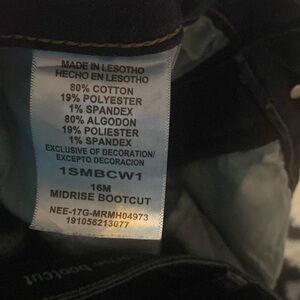 MADE IN LESOTHO
HECHO EN LESOTHO
80% COTTON
19% POLYESTER
1% SPANDEX
80% ALGODON
19% POLIESTER
1% SPANDEX
EXCLUSIVE OF DECORATION/
EXCEPTO DECORACION
1SMBCW1
16M
MIDRISE BOOTCUT
NEE-17G-MRMH04973
191056213077
bootcut